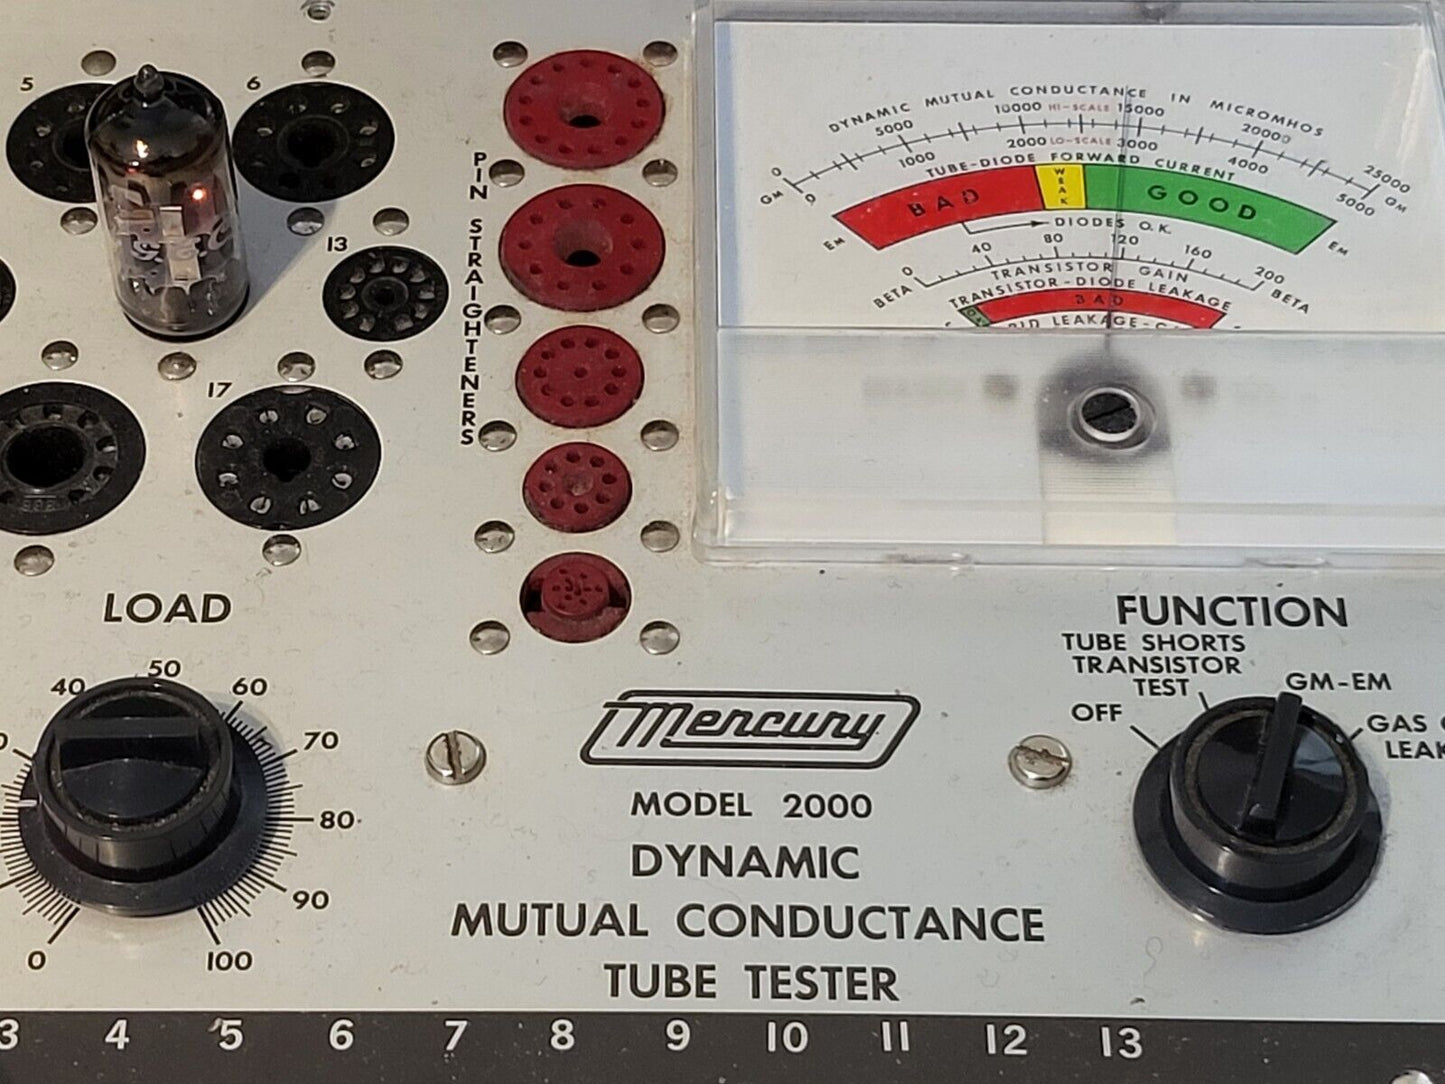 5
6
13
17
PIN STRAIGHTENERS
DYNAMIC MUTUAL CONDUCTANCE IN MICROMHOS
0 5000 10000 HI-SCALE 15000 20000 25000
GM 0 1000 2000 LO-SCALE 3000 4000 5000 GM
TUBE-DIODE FORWARD CURRENT
EM BAD WEAK GOOD EM
DIODES O.K.
BETA 0 40 80 120 160 200 BETA
TRANSISTOR GAIN
TRANSISTOR-DIODE LEAKAGE
BAD
LEAKAGE-
LOAD
0 40 50 60 70 80 90 100
FUNCTION
TUBE SHORTS
TRANSISTOR
TEST
OFF
GM-EM
GAS
LEAK
Mercury
MODEL 2000
DYNAMIC
MUTUAL CONDUCTANCE
TUBE TESTER
3 4 5 6 7 8 9 10 11 12 13